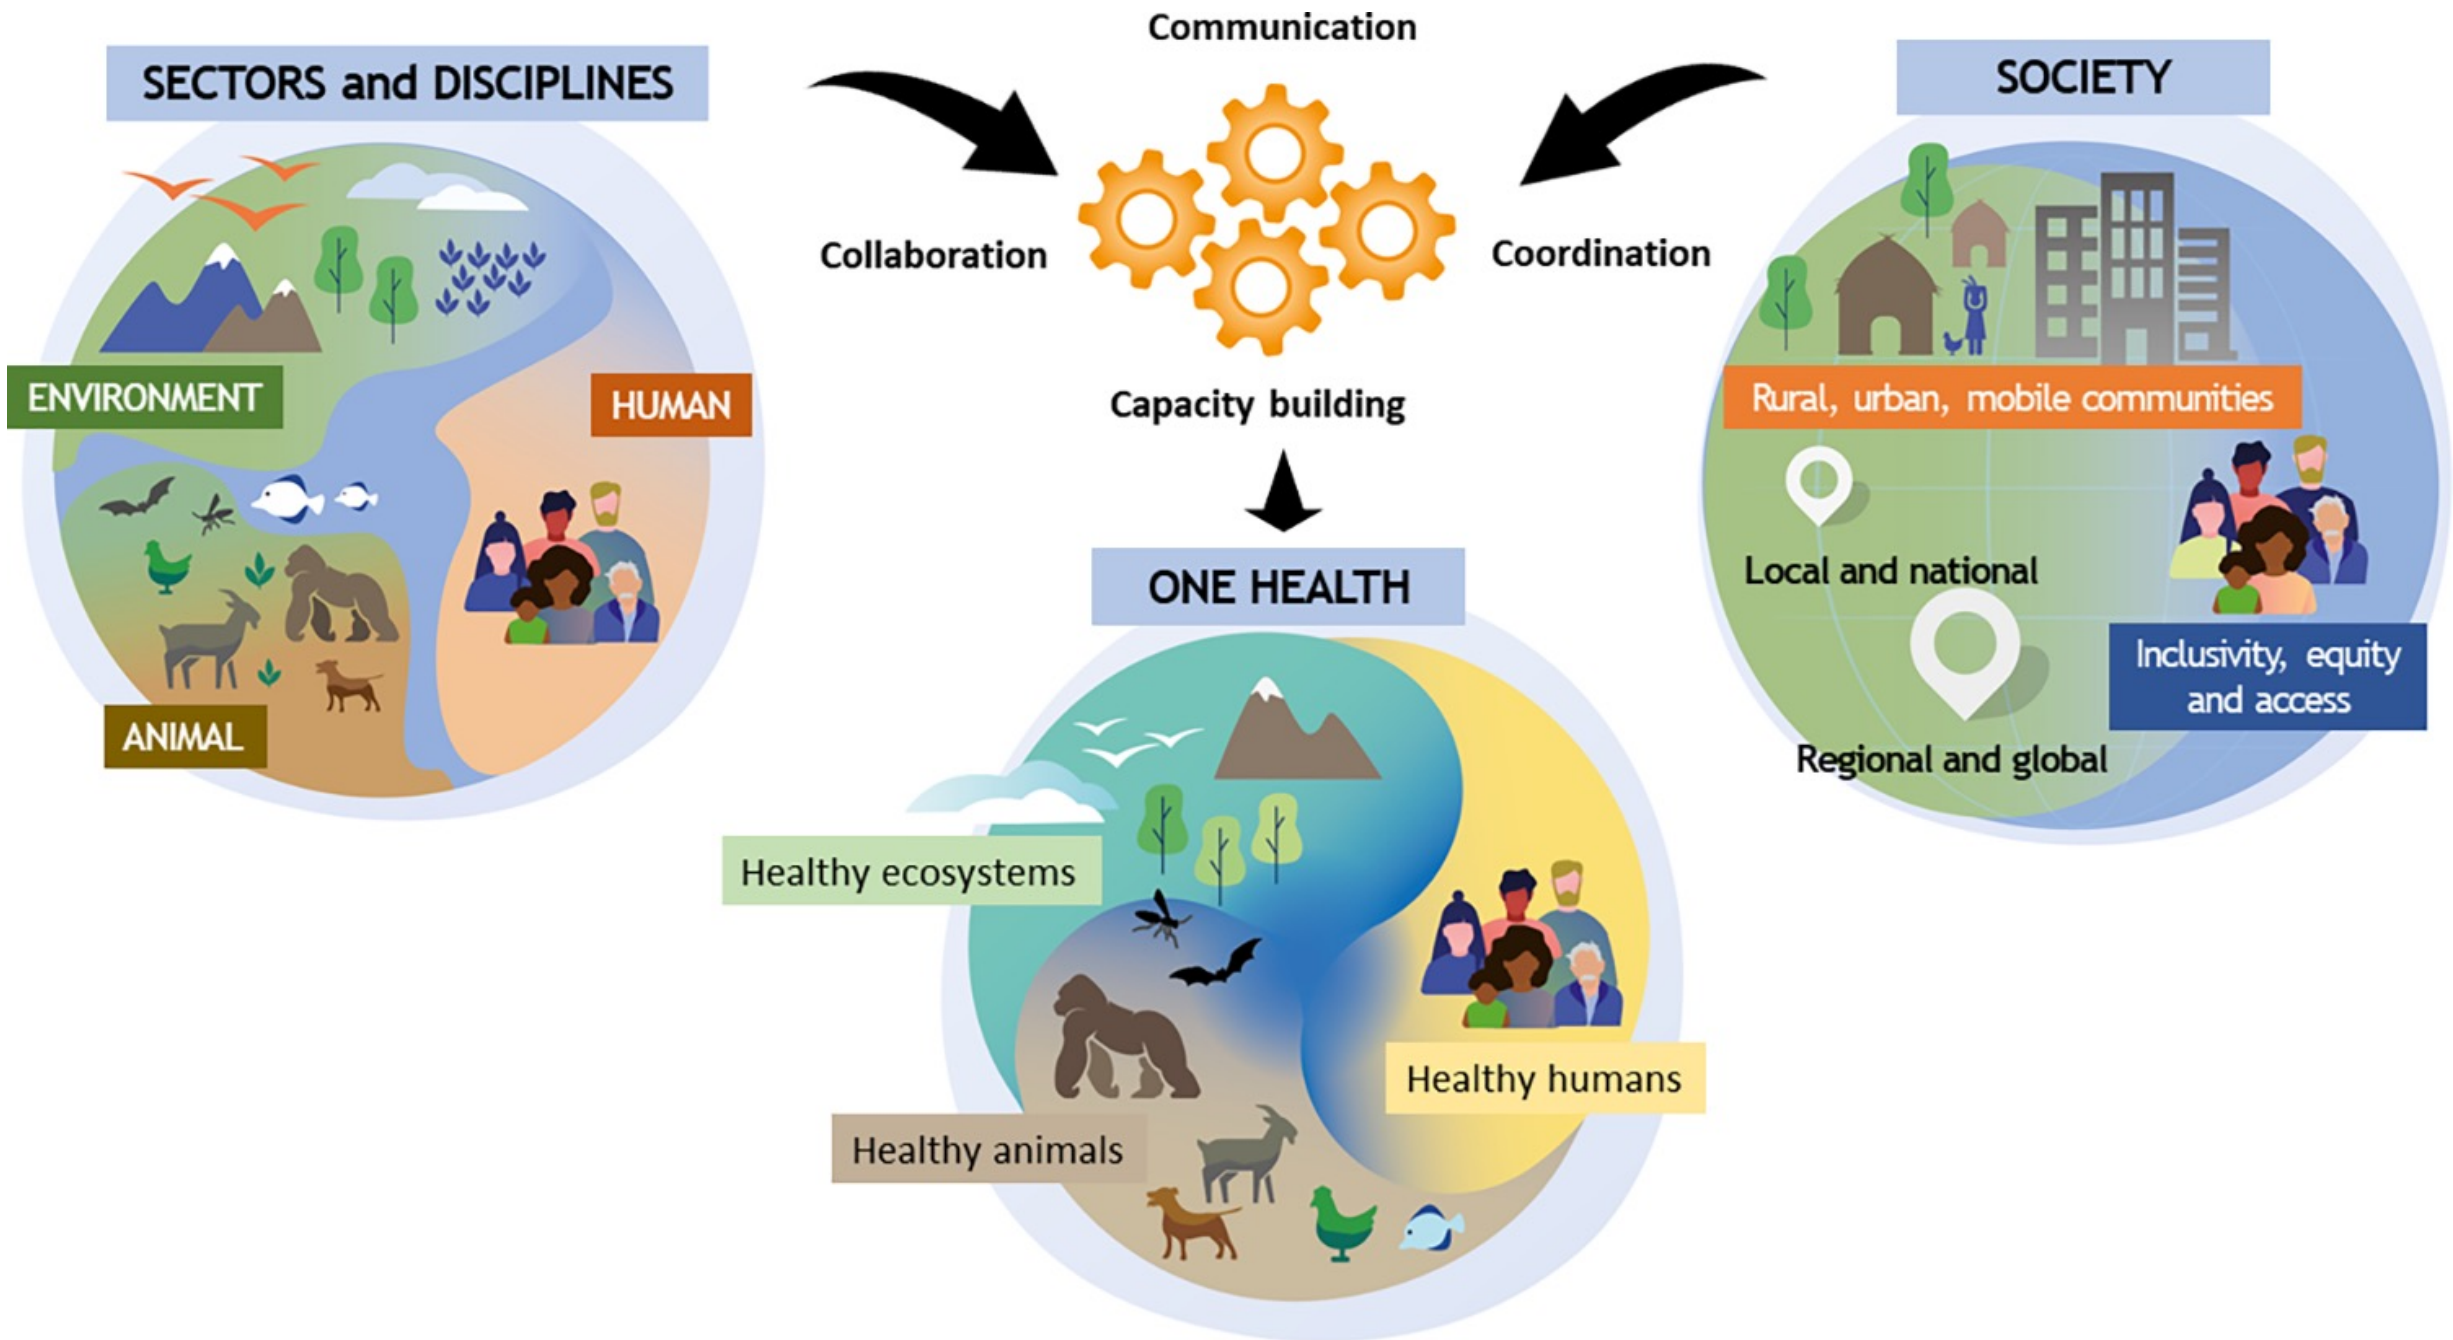 SECTORS and DISCIPLINES
ENVIRONMENT
HUMAN
ANIMAL
Communication
Collaboration
Coordination
Capacity building
SOCIETY
Rural, urban, mobile communities
Local and national
Inclusivity, equity
and access
Regional and global
ONE HEALTH
Healthy ecosystems
Healthy humans
Healthy animals